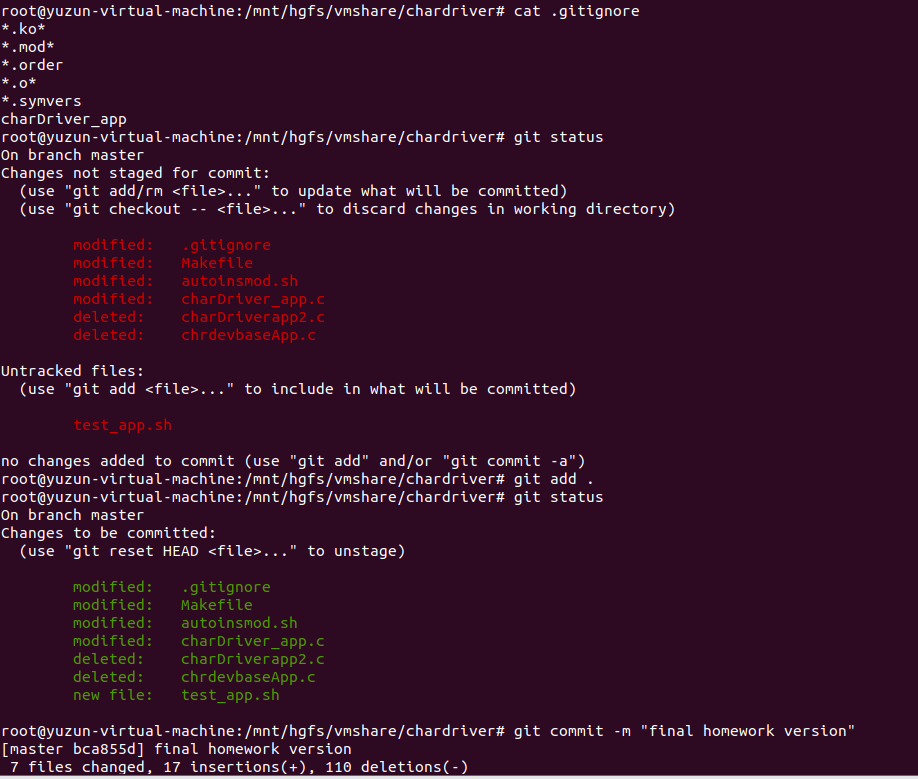 root@yuzun-virtual-machine:/mnt/hgfs/vmshare/chardriver# cat .gitignore
*.ko*
*.mod*
*.order
*.o*
*.symvers
charDriver_app
root@yuzun-virtual-machine:/mnt/hgfs/vmshare/chardriver# git status
On branch master
Changes not staged for commit:
  (use "git add/rm <file>..." to update what will be committed)
  (use "git checkout -- <file>..." to discard changes in working directory)

        modified:   .gitignore
        modified:   Makefile
        modified:   autoinsmod.sh
        modified:   charDriver_app.c
        deleted:    charDriverapp2.c
        deleted:    chrdevbaseApp.c

Untracked files:
  (use "git add <file>..." to include in what will be committed)

        test_app.sh

no changes added to commit (use "git add" and/or "git commit -a")
root@yuzun-virtual-machine:/mnt/hgfs/vmshare/chardriver# git add .
root@yuzun-virtual-machine:/mnt/hgfs/vmshare/chardriver# git status
On branch master
Changes to be committed:
  (use "git reset HEAD <file>..." to unstage)

        modified:   .gitignore
        modified:   Makefile
        modified:   autoinsmod.sh
        modified:   charDriver_app.c
        deleted:    charDriverapp2.c
        deleted:    chrdevbaseApp.c
        new file:   test_app.sh

root@yuzun-virtual-machine:/mnt/hgfs/vmshare/chardriver# git commit -m "final homework version"
[master bca855d] final homework version
 7 files changed, 17 insertions(+), 110 deletions(-)